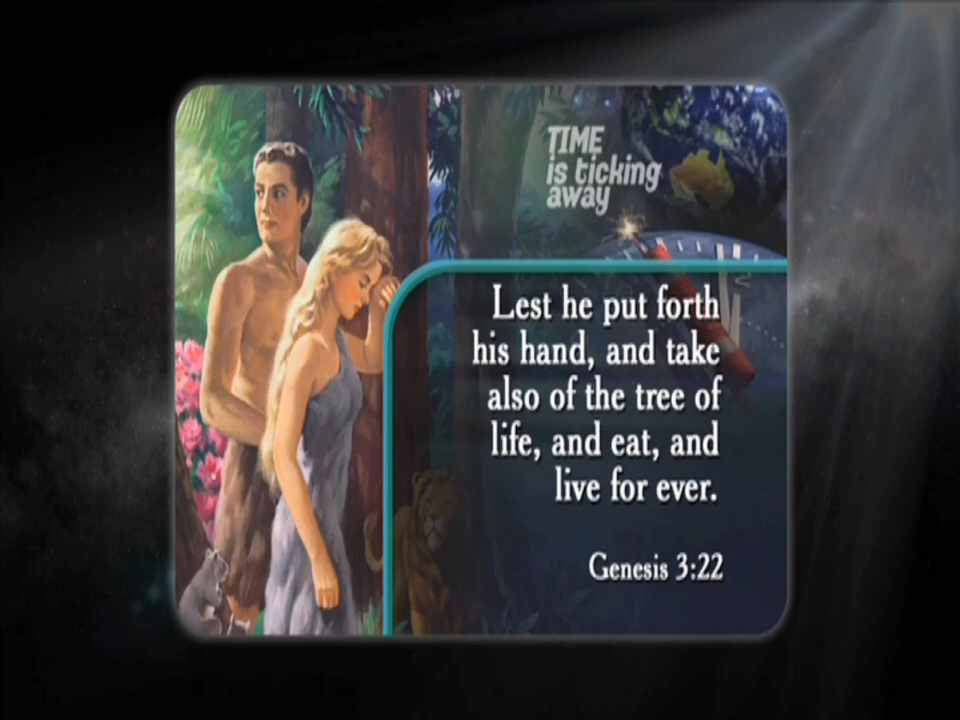 TIME
is ticking
away
Lest he put forth
his hand, and take
also of the tree of
life, and eat, and
live for ever.
Genesis 3:22